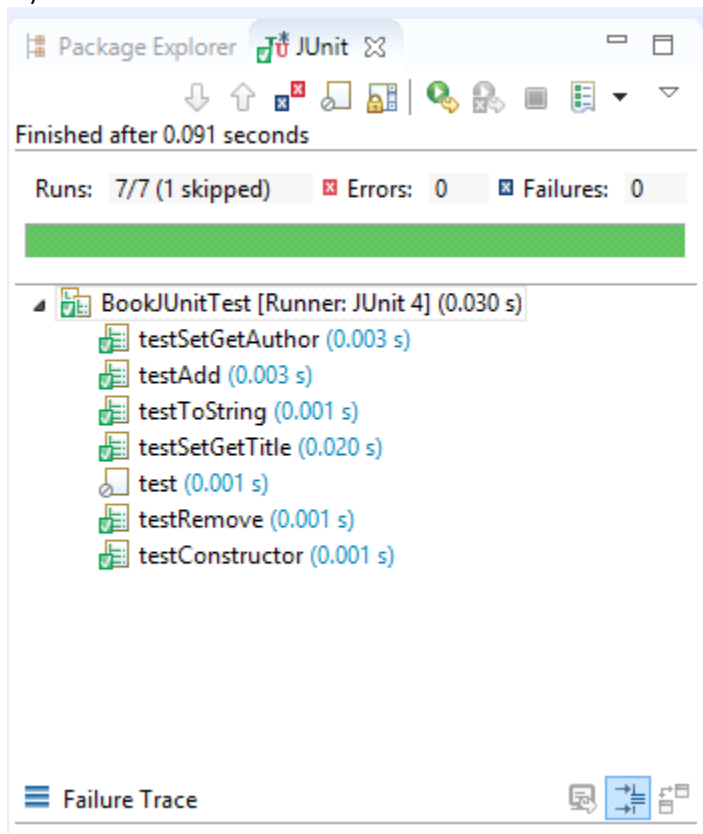 Package Explorer JUnit
Finished after 0.091 seconds
Runs: 7/7 (1 skipped) Errors: 0 Failures: 0
BookJUnitTest [Runner: JUnit 4] (0.030 s)
testSetGetAuthor (0.003 s)
testAdd (0.003 s)
testToString (0.001 s)
testSetGetTitle (0.020 s)
test (0.001 s)
testRemove (0.001 s)
testConstructor (0.001 s)
Failure Trace